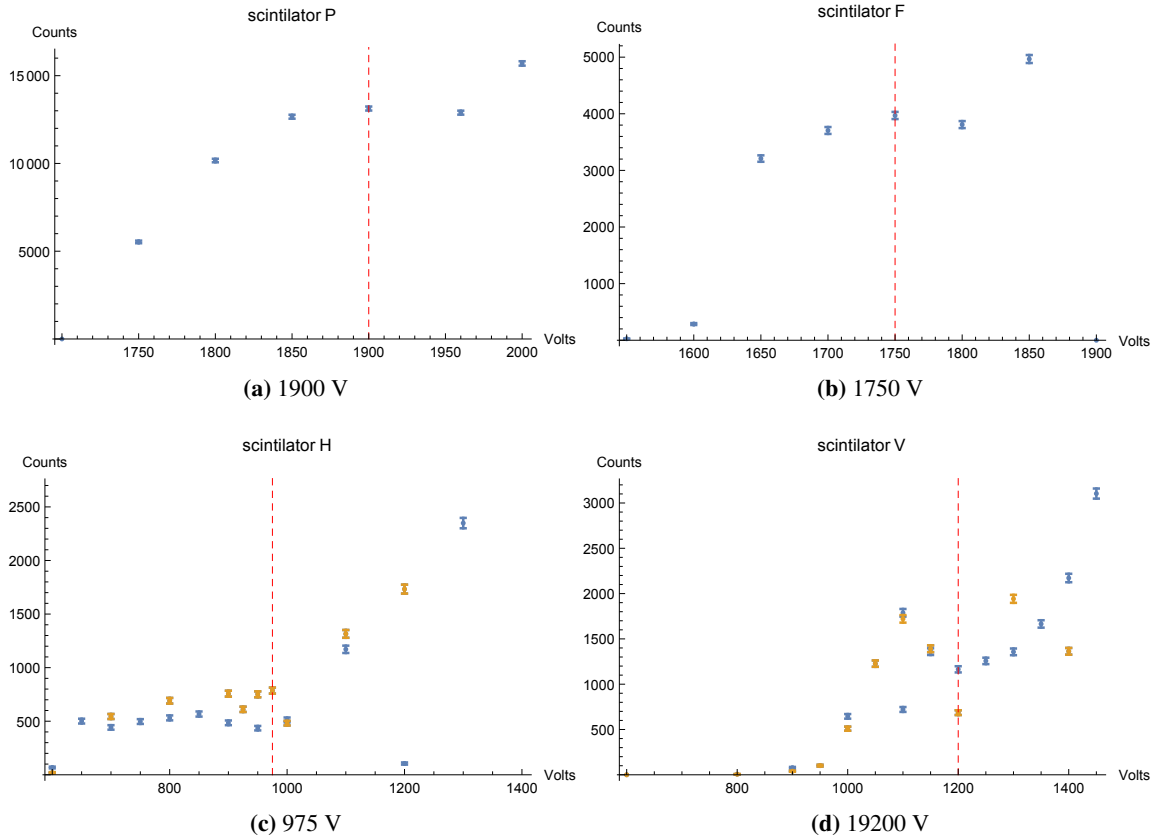 scintilator P
Counts
15 000
10 000
5000
1750 1800 1850 1900 1950 2000
Volts
(a) 1900 V
scintilator F
Counts
5000
4000
3000
2000
1000
1600 1650 1700 1750 1800 1850 1900
Volts
(b) 1750 V
scintilator H
Counts
2500
2000
1500
1000
500
800 1000 1200 1400
Volts
(c) 975 V
scintilator V
Counts
3000
2500
2000
1500
1000
500
800 1000 1200 1400
Volts
(d) 19200 V